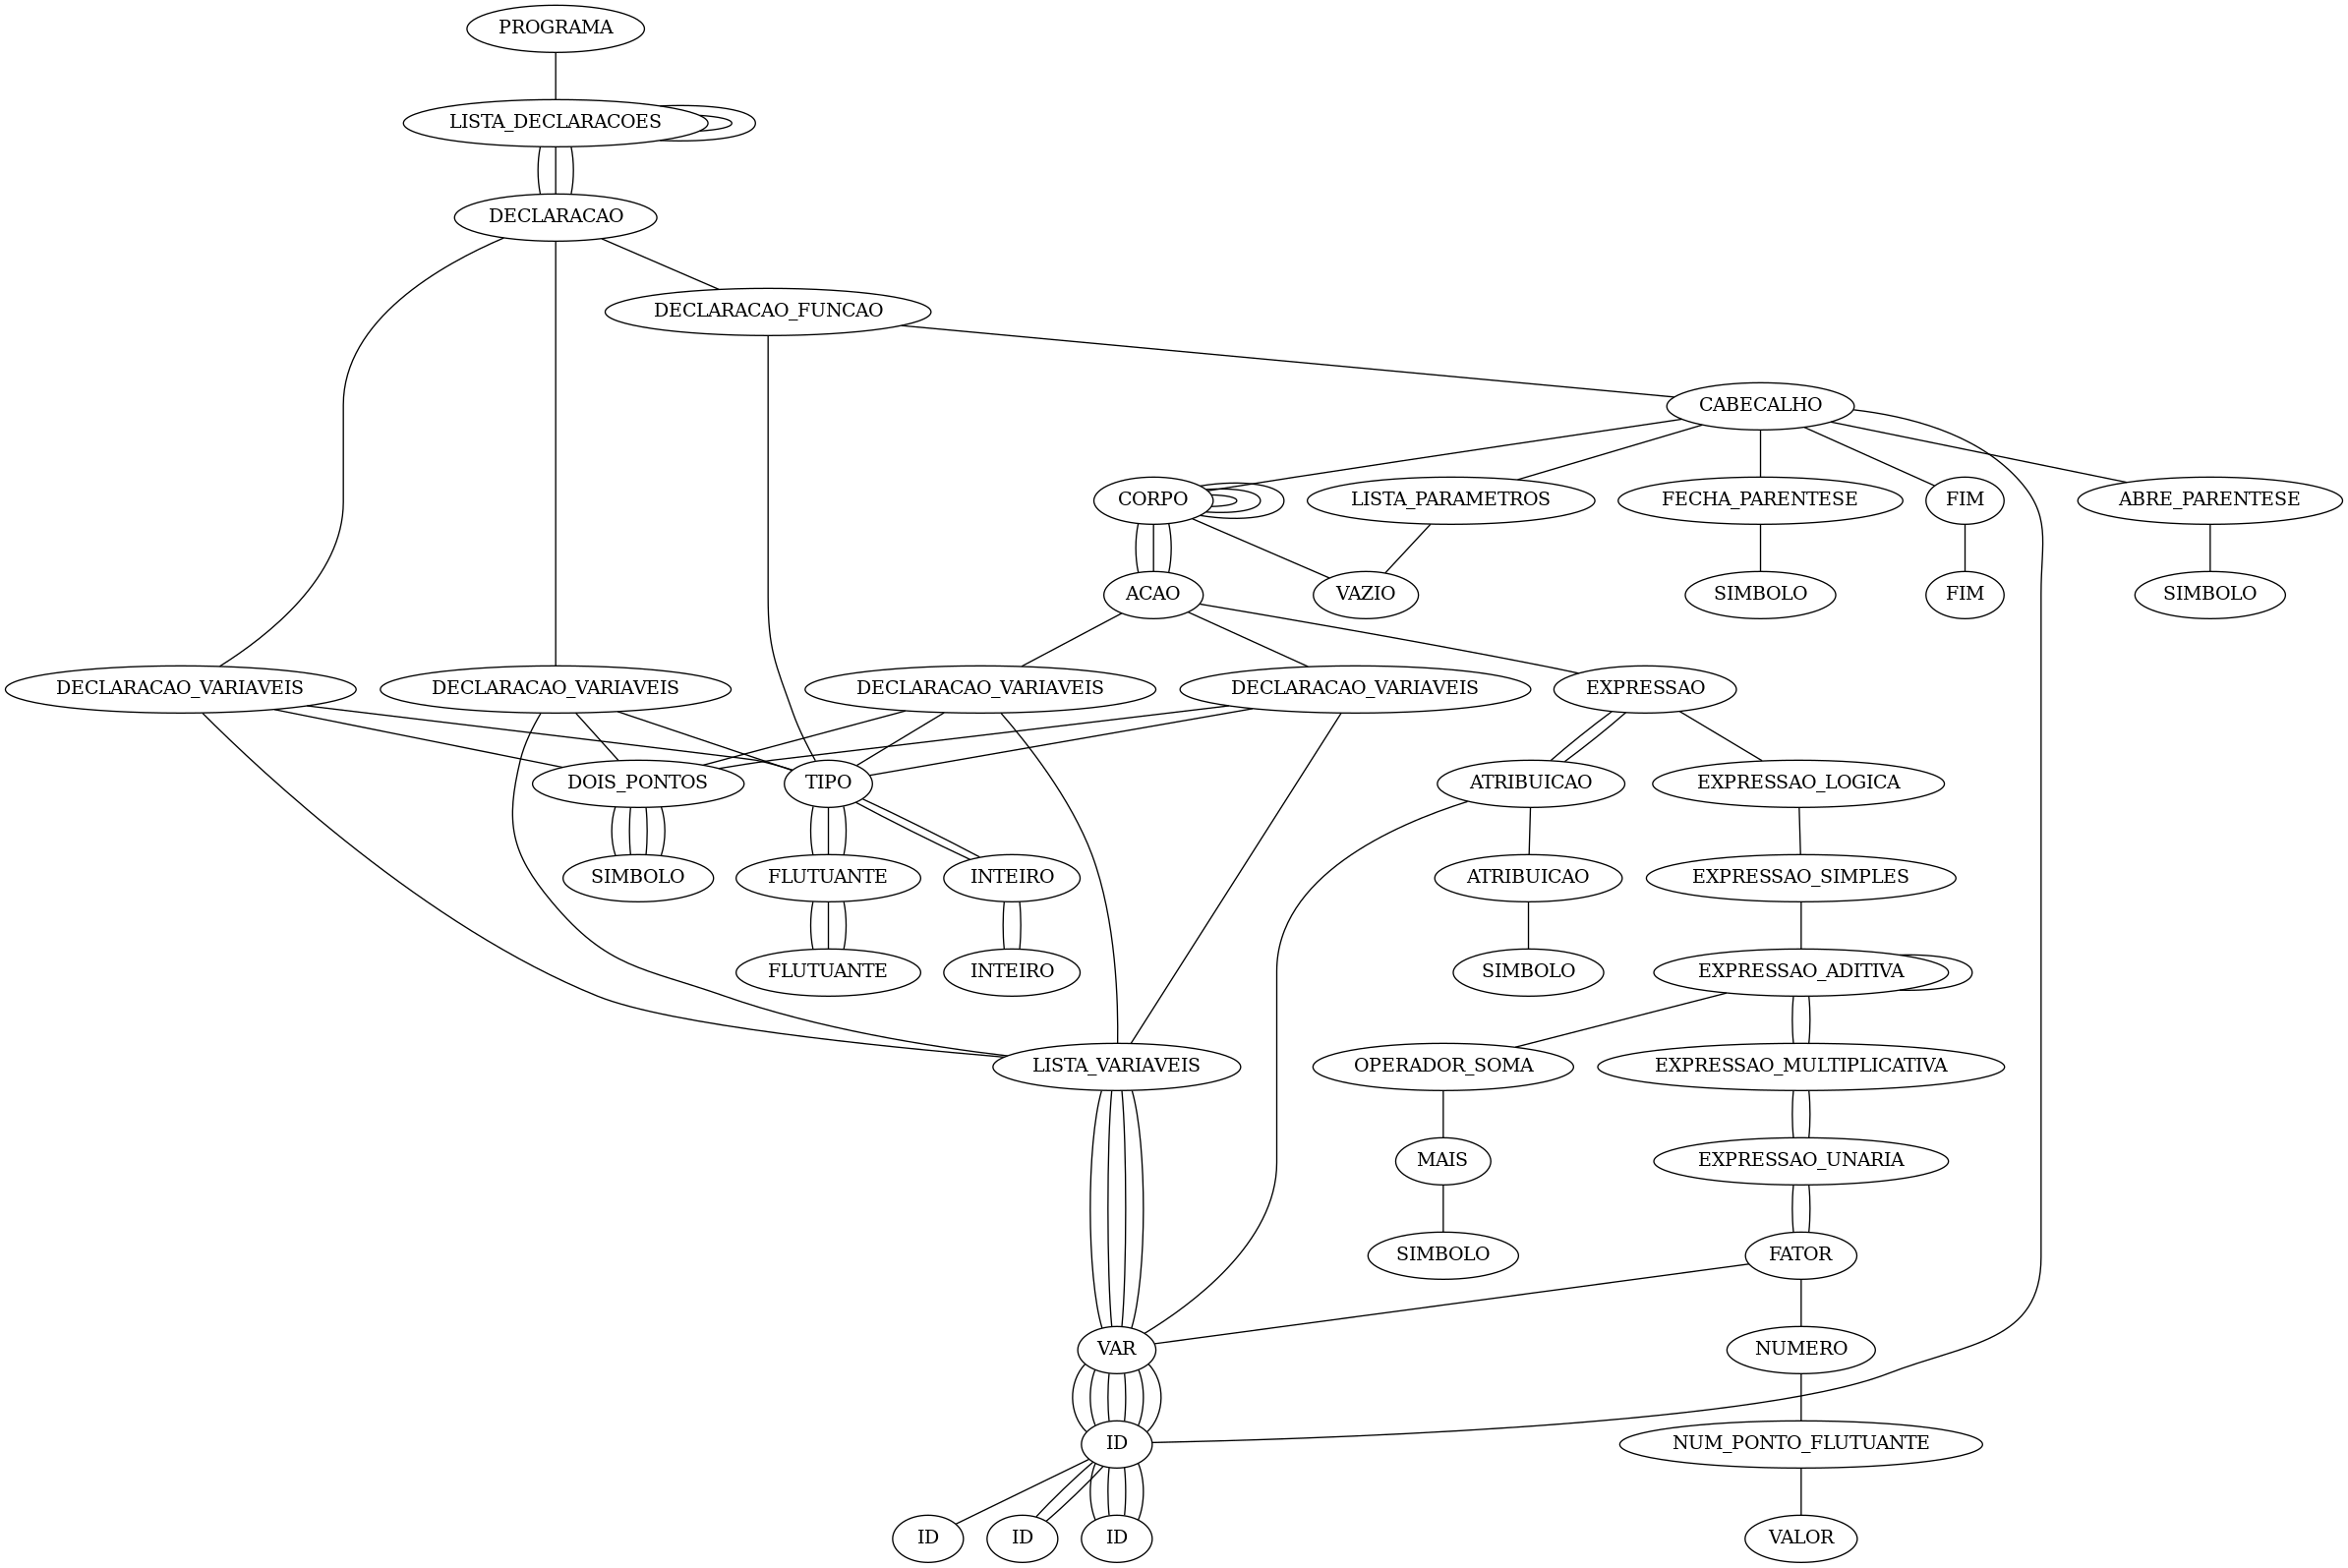 PROGRAMA
LISTA_DECLARACOES
DECLARACAO
DECLARACAO_FUNCAO
CABECALHO
CORPO
LISTA_PARAMETROS
FECHA_PARENTESE
FIM
ABRE_PARENTESE
ACAO
VAZIO
SIMBOLO
FIM
SIMBOLO
DECLARACAO_VARIAVEIS
DECLARACAO_VARIAVEIS
DECLARACAO_VARIAVEIS
DECLARACAO_VARIAVEIS
EXPRESSAO
DOIS_PONTOS
TIPO
ATRIBUICAO
EXPRESSAO_LOGICA
SIMBOLO
FLUTUANTE
INTEIRO
ATRIBUICAO
EXPRESSAO_SIMPLES
FLUTUANTE
INTEIRO
SIMBOLO
EXPRESSAO_ADITIVA
LISTA_VARIAVEIS
OPERADOR_SOMA
EXPRESSAO_MULTIPLICATIVA
MAIS
EXPRESSAO_UNARIA
SIMBOLO
FATOR
VAR
NUMERO
ID
NUM_PONTO_FLUTUANTE
ID
ID
ID
VALOR